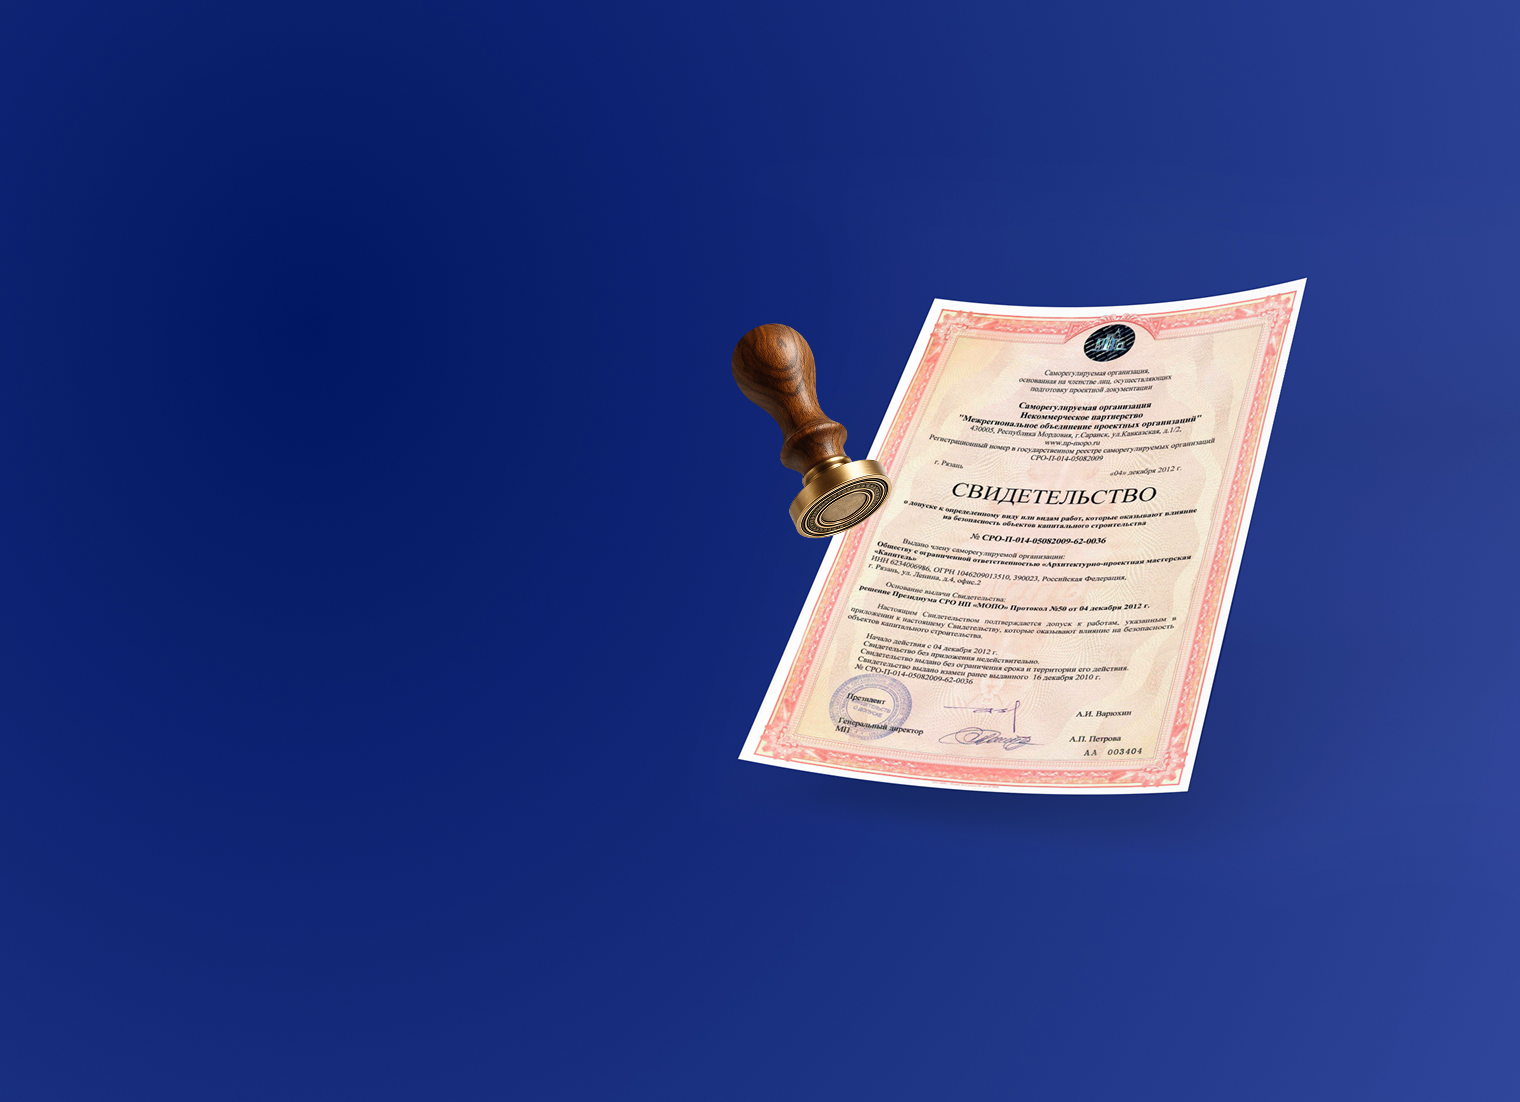 Саморегулируемая организация,
основанная на членстве лиц, осуществляющих
подготовку проектной документации
Саморегулируемая организация
Некоммерческое партнерство
"Межрегиональное объединение проектных организаций"
430005, Республика Мордовия, г.Саранск, ул.Кавказская, д.1/2,
www.np-mopo.ru
Регистрационный номер в государственном реестре саморегулируемых организаций
СРО-П-014-05082009
г. Рязань
«04» декабря 2012 г.
СВИДЕТЕЛЬСТВО
о допуске к определенному виду или видам работ, которые оказывают влияние
на безопасность объектов капитального строительства
№ СРО-П-014-05082009-62-0036
Выдано члену саморегулируемой организации:
Обществу с ограниченной ответственностью «Архитектурно-проектная мастерская
«Капитель»
ИНН 6234006986, ОГРН 1046209013510, 390023, Российская Федерация,
г. Рязань, ул. Ленина, д.4, офис.2
Основание выдачи Свидетельства:
решение Президиума СРО НП «МОПО» Протокол №50 от 04 декабря 2012 г.
Настоящим Свидетельством подтверждается допуск к работам, указанным в
приложении к настоящему Свидетельству, которые оказывают влияние на безопасность
объектов капитального строительства.
Начало действия с 04 декабря 2012 г.
Свидетельство без приложения недействительно.
Свидетельство выдано без ограничения срока и территории его действия.
Свидетельство выдано взамен ранее выданного 16 декабря 2010 г.
№ СРО-П-014-05082009-62-0036
Президент
А.И. Варюхин
Генеральный директор
МП
А.П. Петрова
АА 003404